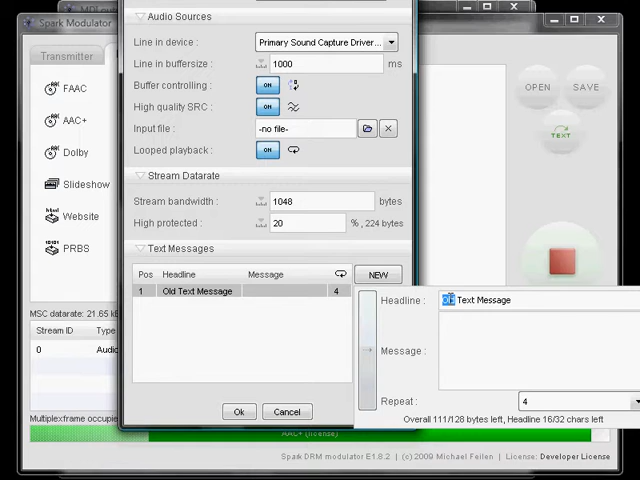 Spark Modulator
Audio Sources
Transmitter
Line in device : Primary Sound Capture Driver...
Line in buffersize : 1000 ms
FAAC
Buffer controlling : ON
OPEN SAVE
High quality SRC : ON
AAC+
Input file : -no file-
TEXT
Dolby
Looped playback : ON
Slideshow
Stream Datarate
Website
Stream bandwidth : 1048 bytes
High protected : 20 % , 224 bytes
PRBS
Text Messages
Pos Headline Message NEW
1 Old Text Message 4
Headline : Old Text Message
MSC datarate: 21.65
Stream ID Type
0 Audio
Message :
Repeat : 4
Ok Cancel
Multiplexframe occupie
Overall 111/128 bytes left, Headline 16/32 chars left
AAC+ (license)
Spark DRM modulator E1.8.2 | (c) 2009 Michael Feilen | License: Developer License